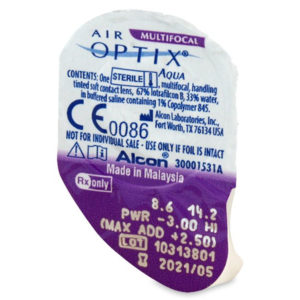 AIR
MULTIFOCAL
OPTIX®
AQUA
CONTENTS: One STERILE multifocal, handling
tinted soft contact lens, 67% lotrafilcon B, 33% water,
in buffered saline containing 1% Copolymer 845.
CE0086
Alcon Laboratories, Inc.
Fort Worth, TX 76134 USA
NOT FOR INDIVIDUAL SALE - USE ONLY IF FOIL IS INTACT
Alcon 30007531A
Made in Malaysia
Rx only
8.6 14.2
PWR -3.00 HI
(MAX ADD +2.50)
LOT 10313801
2021/05